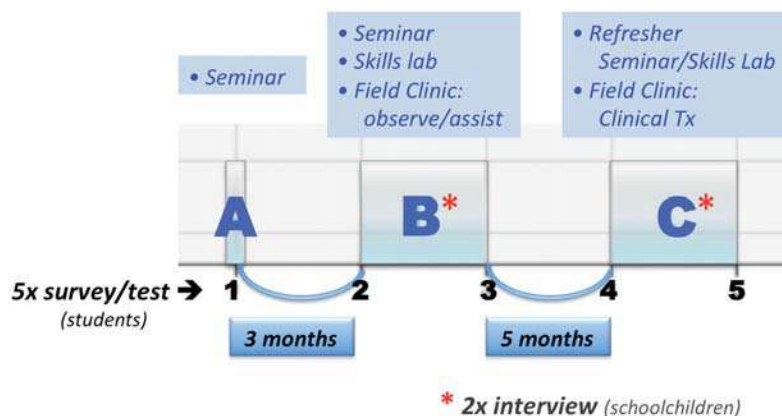 • Seminar
• Seminar
• Skills lab
• Field Clinic:
observe/assist
• Refresher
Seminar/Skills Lab
• Field Clinic:
Clinical Tx
A
B*
C*
5x survey/test → 1 2 3 4 5
(students)
3 months
5 months
* 2x interview (schoolchildren)